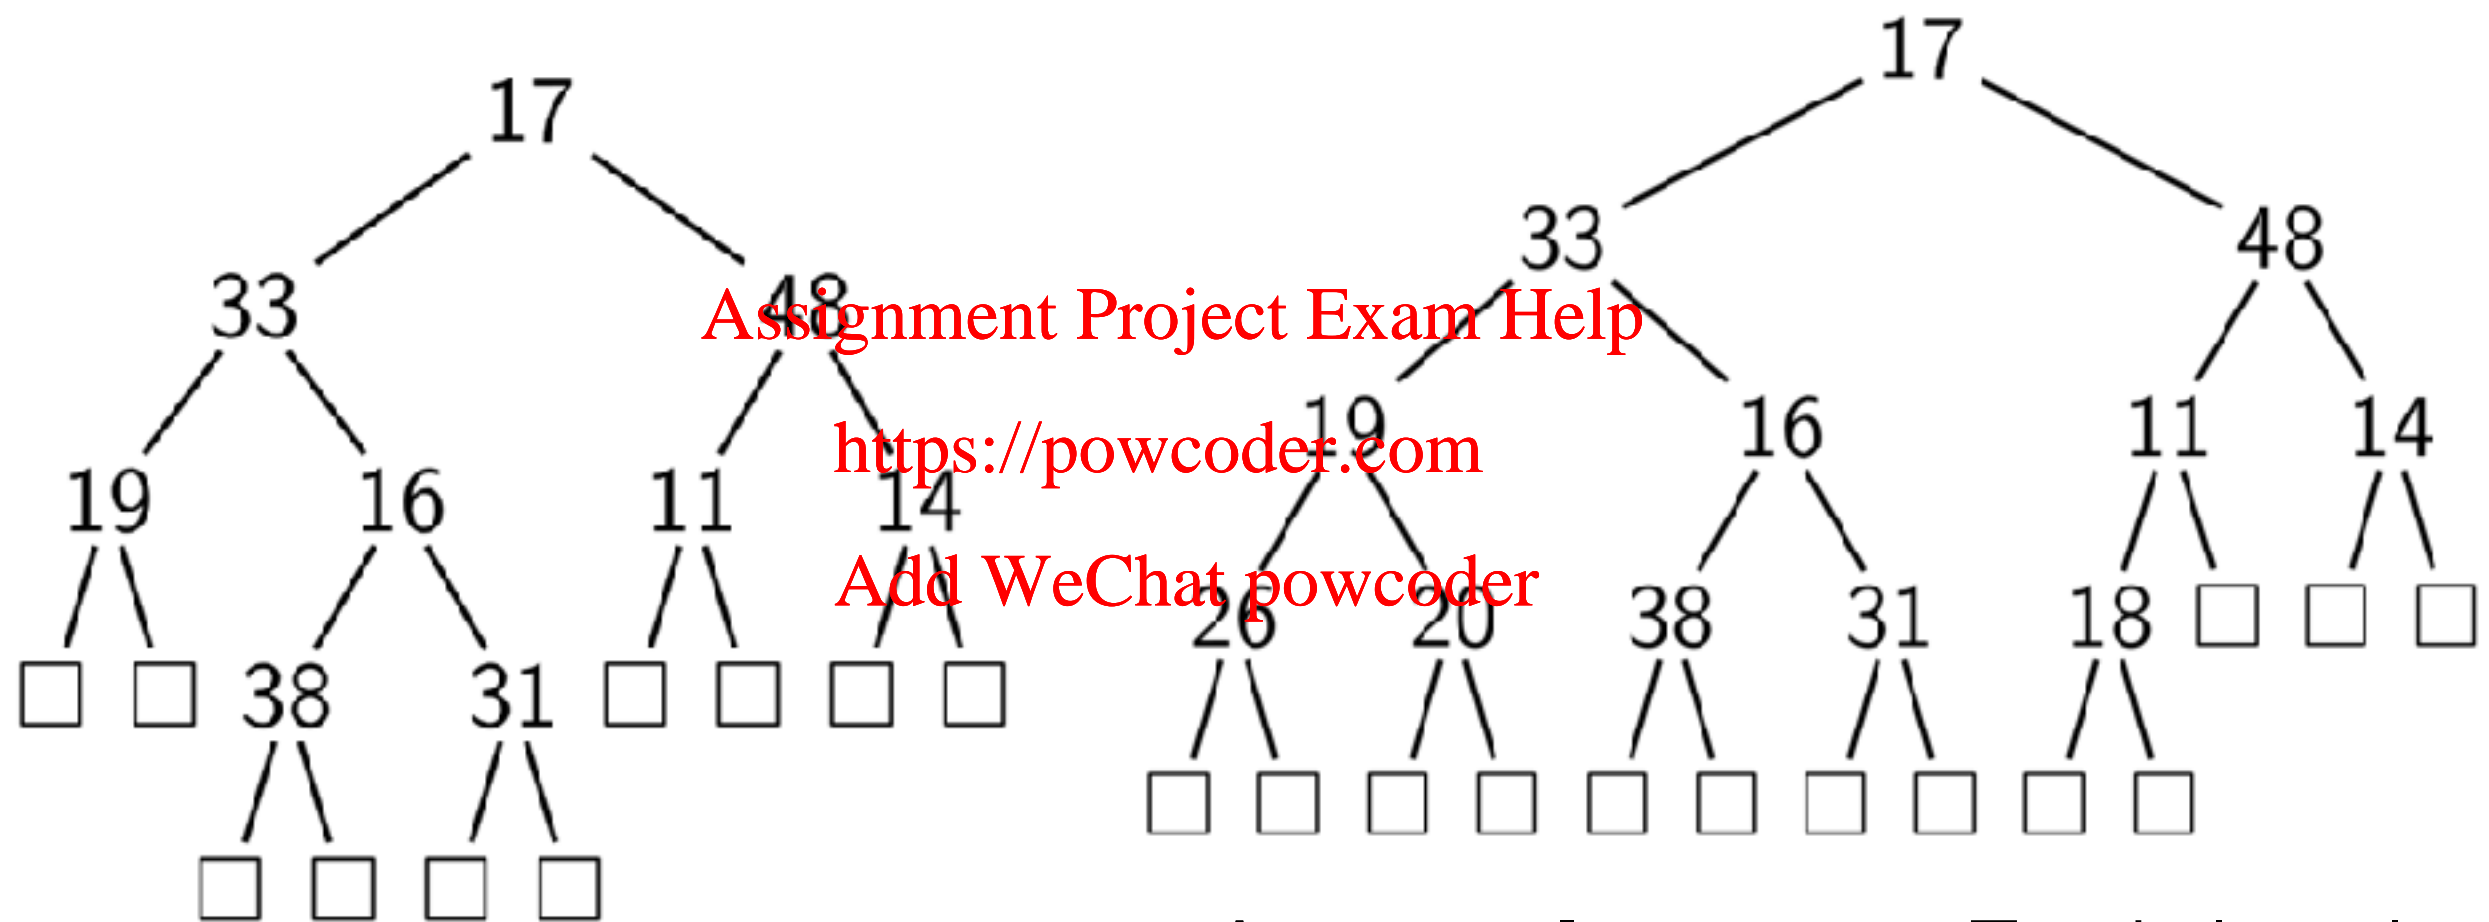 17
17
33 48
33 48
Assignment Project Exam Help
19 16
11 14
https://powcoder.com
19 16 11 14
Add WeChat powcoder
26 20 38 31 18
38 31